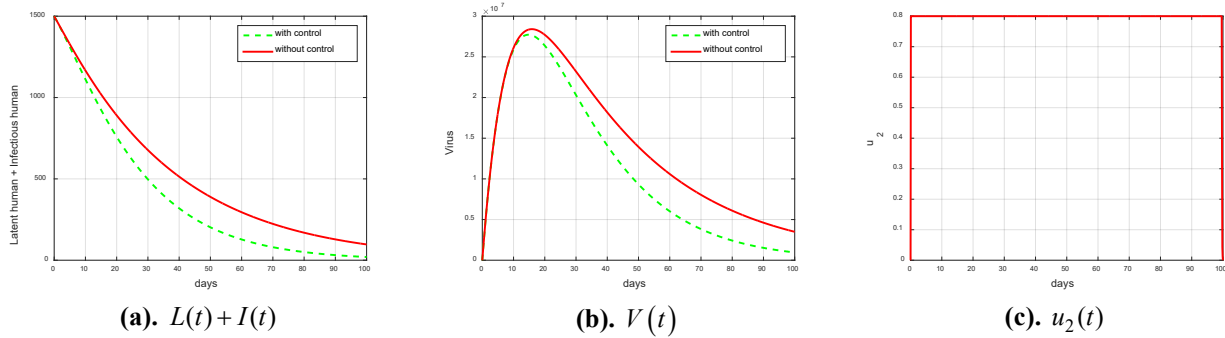 1500
1000
500
0
0 10 20 30 40 50 60 70 80 90 100
days
Latent human + Infectious human
with control
without control
(a). L(t)+I(t)
3 × 10^7
2.5
2
1.5
1
0.5
0
0 10 20 30 40 50 60 70 80 90 100
days
Virus
with control
without control
(b). V(t)
0.8
0.7
0.6
0.5
0.4
0.3
0.2
0.1
0
0 10 20 30 40 50 60 70 80 90 100
days
u_2
(c). u_2(t)